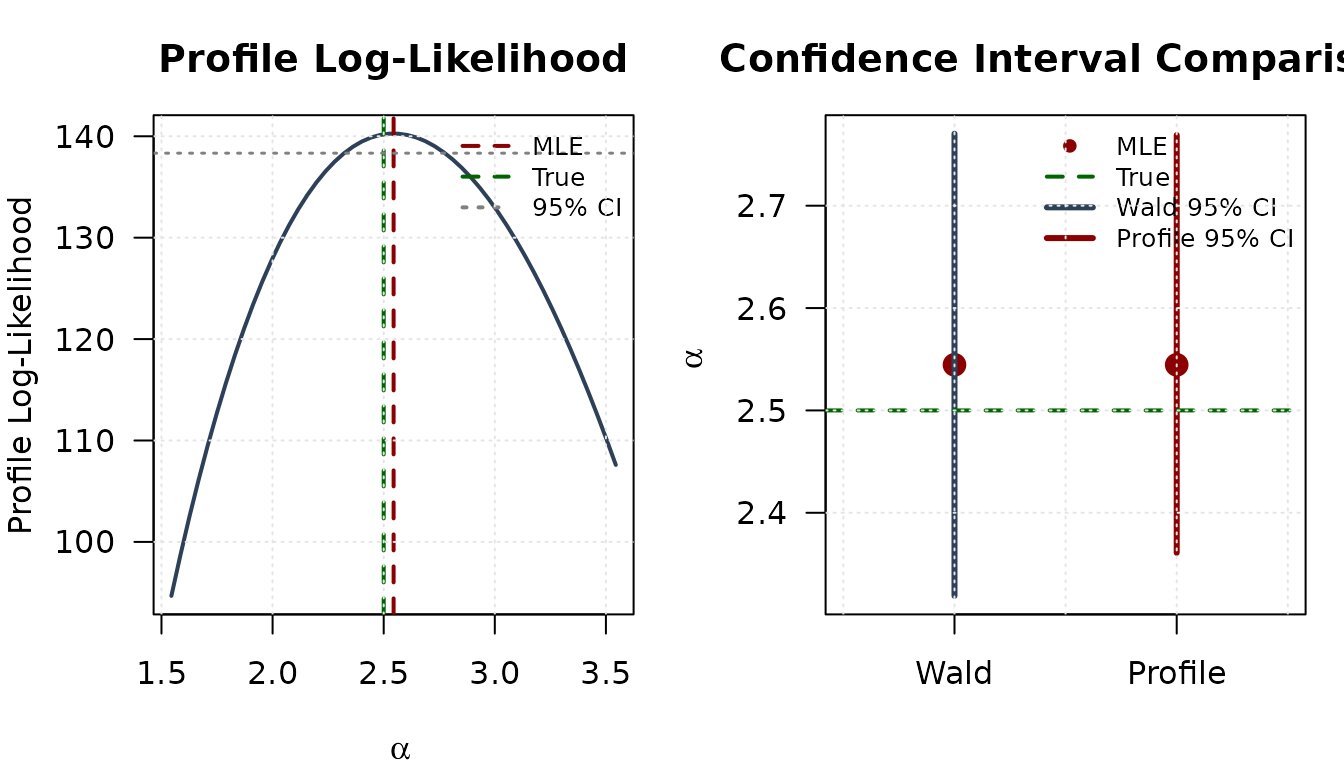 Profile Log-Likelihood
Profile Log-Likelihood
140
130
120
110
100
MLE
True
95% CI
1.5 2.0 2.5 3.0 3.5
α
Confidence Interval Comparis
α
2.7
2.6
2.5
2.4
MLE
True
Wald 95% CI
Profile 95% CI
Wald Profile